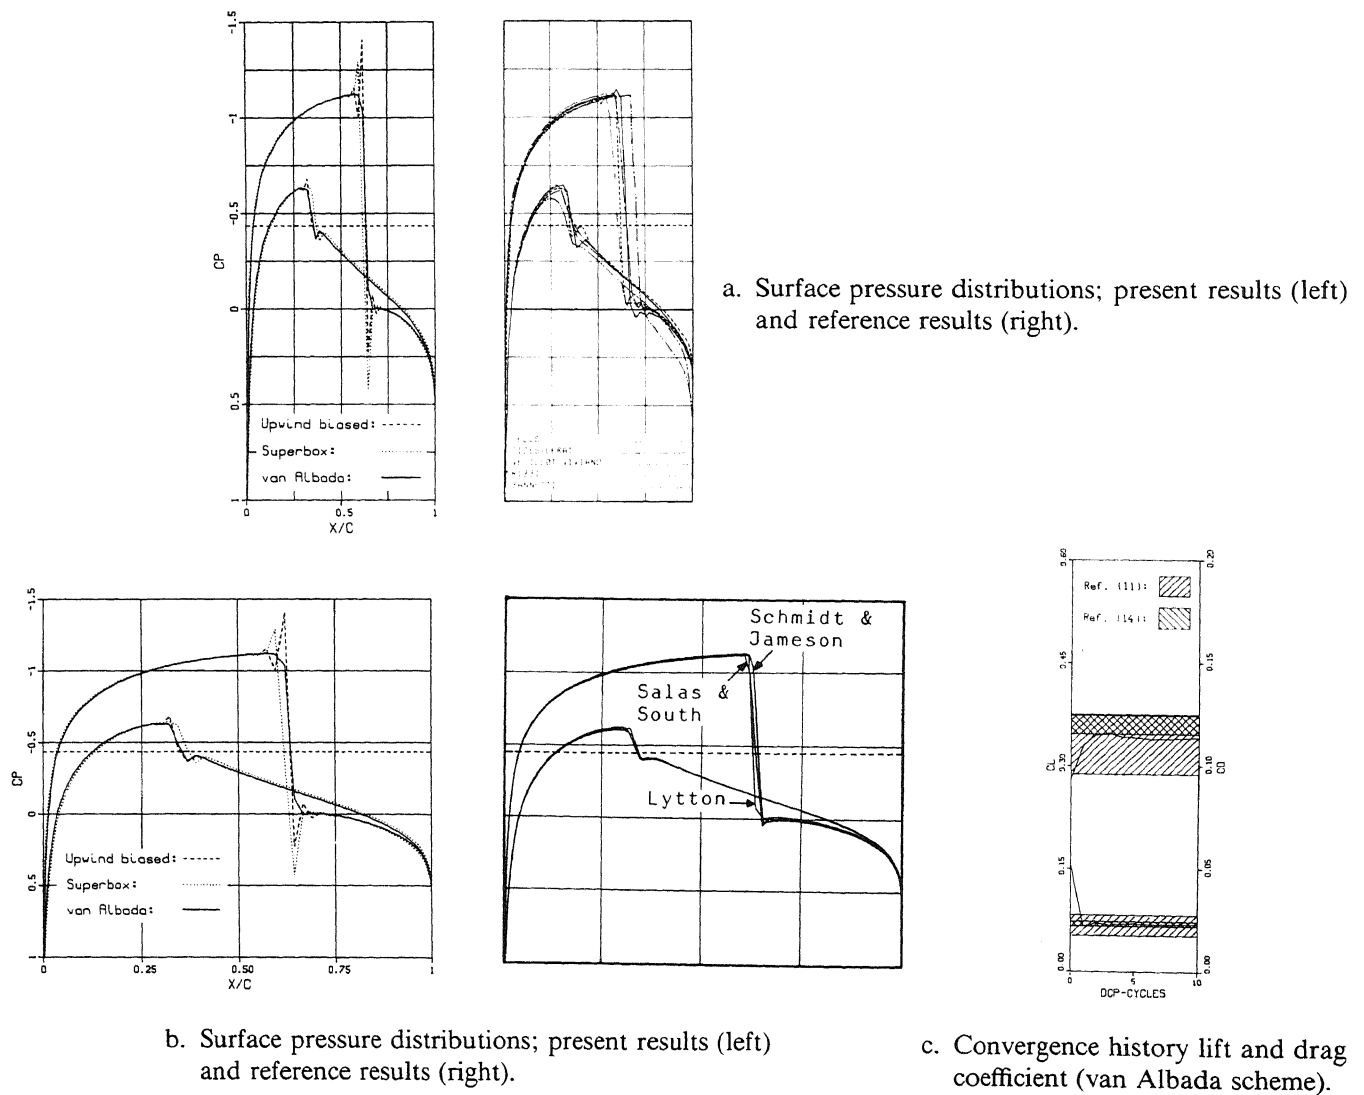 -1.5
-1
-0.5
0
0.5
1
CP
Upwind biased:
Superbox:
van Albada:
0
0.5
1
X/C
a. Surface pressure distributions; present results (left)
and reference results (right).
-1.5
-1
-0.5
0
0.5
1
CP
Upwind biased:
Superbox:
van Albada:
0
0.25
0.50
0.75
1
X/C
Schmidt &
Jameson
Salas &
South
Lytton
b. Surface pressure distributions; present results (left)
and reference results (right).
0.60
0.45
0.30
0.15
0.00
CL
Ref. (11):
Ref. (14):
0.20
0.15
0.10
0.05
0.00
CD
0
5
10
DCP-CYCLES
c. Convergence history lift and drag
coefficient (van Albada scheme).